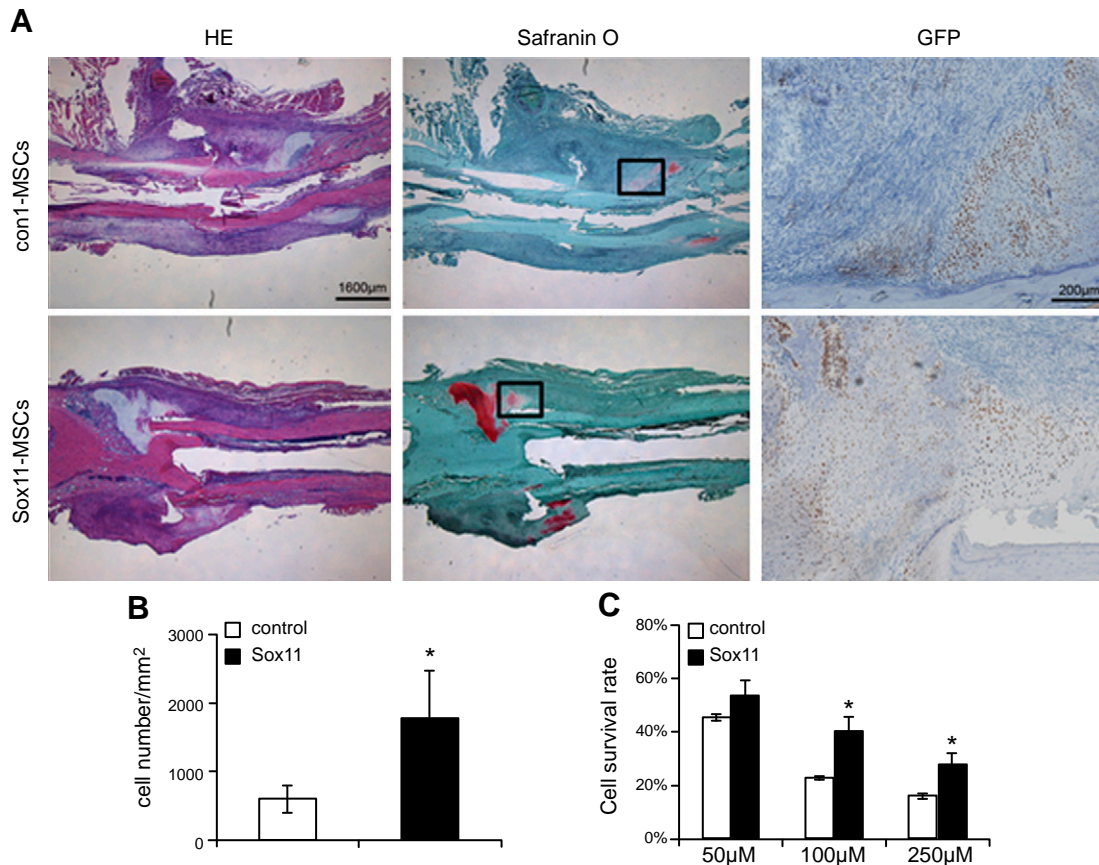 A
HE Safranin O GFP
con1-MSCs
1600µm
200µm
Sox11-MSCs
B
control
Sox11
cell number/mm²
3000
2000
1000
0
*
C
control
Sox11
Cell survival rate
80%
60%
40%
20%
0%
*
*
50µM 100µM 250µM